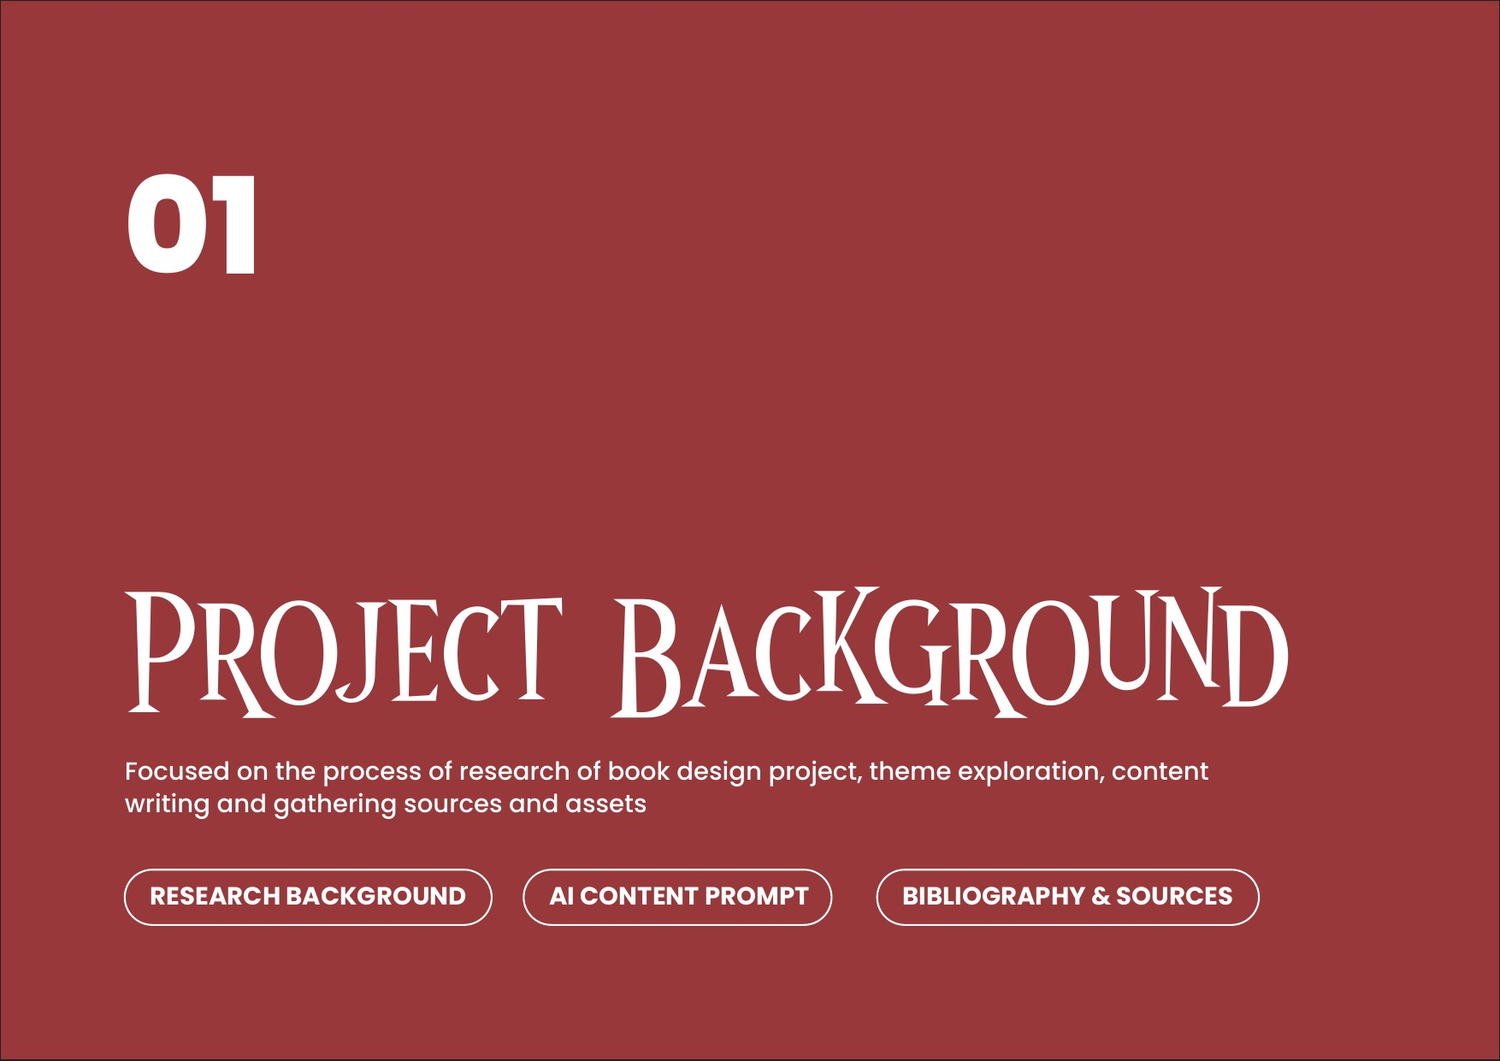 01
Project Background
Focused on the process of research of book design project, theme exploration, content
writing and gathering sources and assets
RESEARCH BACKGROUND
AI CONTENT PROMPT
BIBLIOGRAPHY & SOURCES